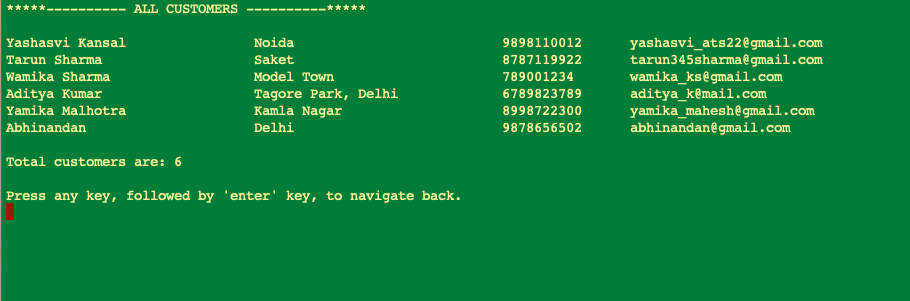 *****---------- ALL CUSTOMERS ----------*****
Yashasvi Kansal Noida 9898110012 yashasvi_ats22@gmail.com
Tarun Sharma Saket 8787119922 tarun345sharma@gmail.com
Wamika Sharma Model Town 789001234 wamika_ks@gmail.com
Aditya Kumar Tagore Park, Delhi 6789823789 aditya_k@mail.com
Yamika Malhotra Kamla Nagar 8998722300 yamika_mahesh@gmail.com
Abhinandan Delhi 9878656502 abhinandan@gmail.com
Total customers are: 6
Press any key, followed by 'enter' key, to navigate back.